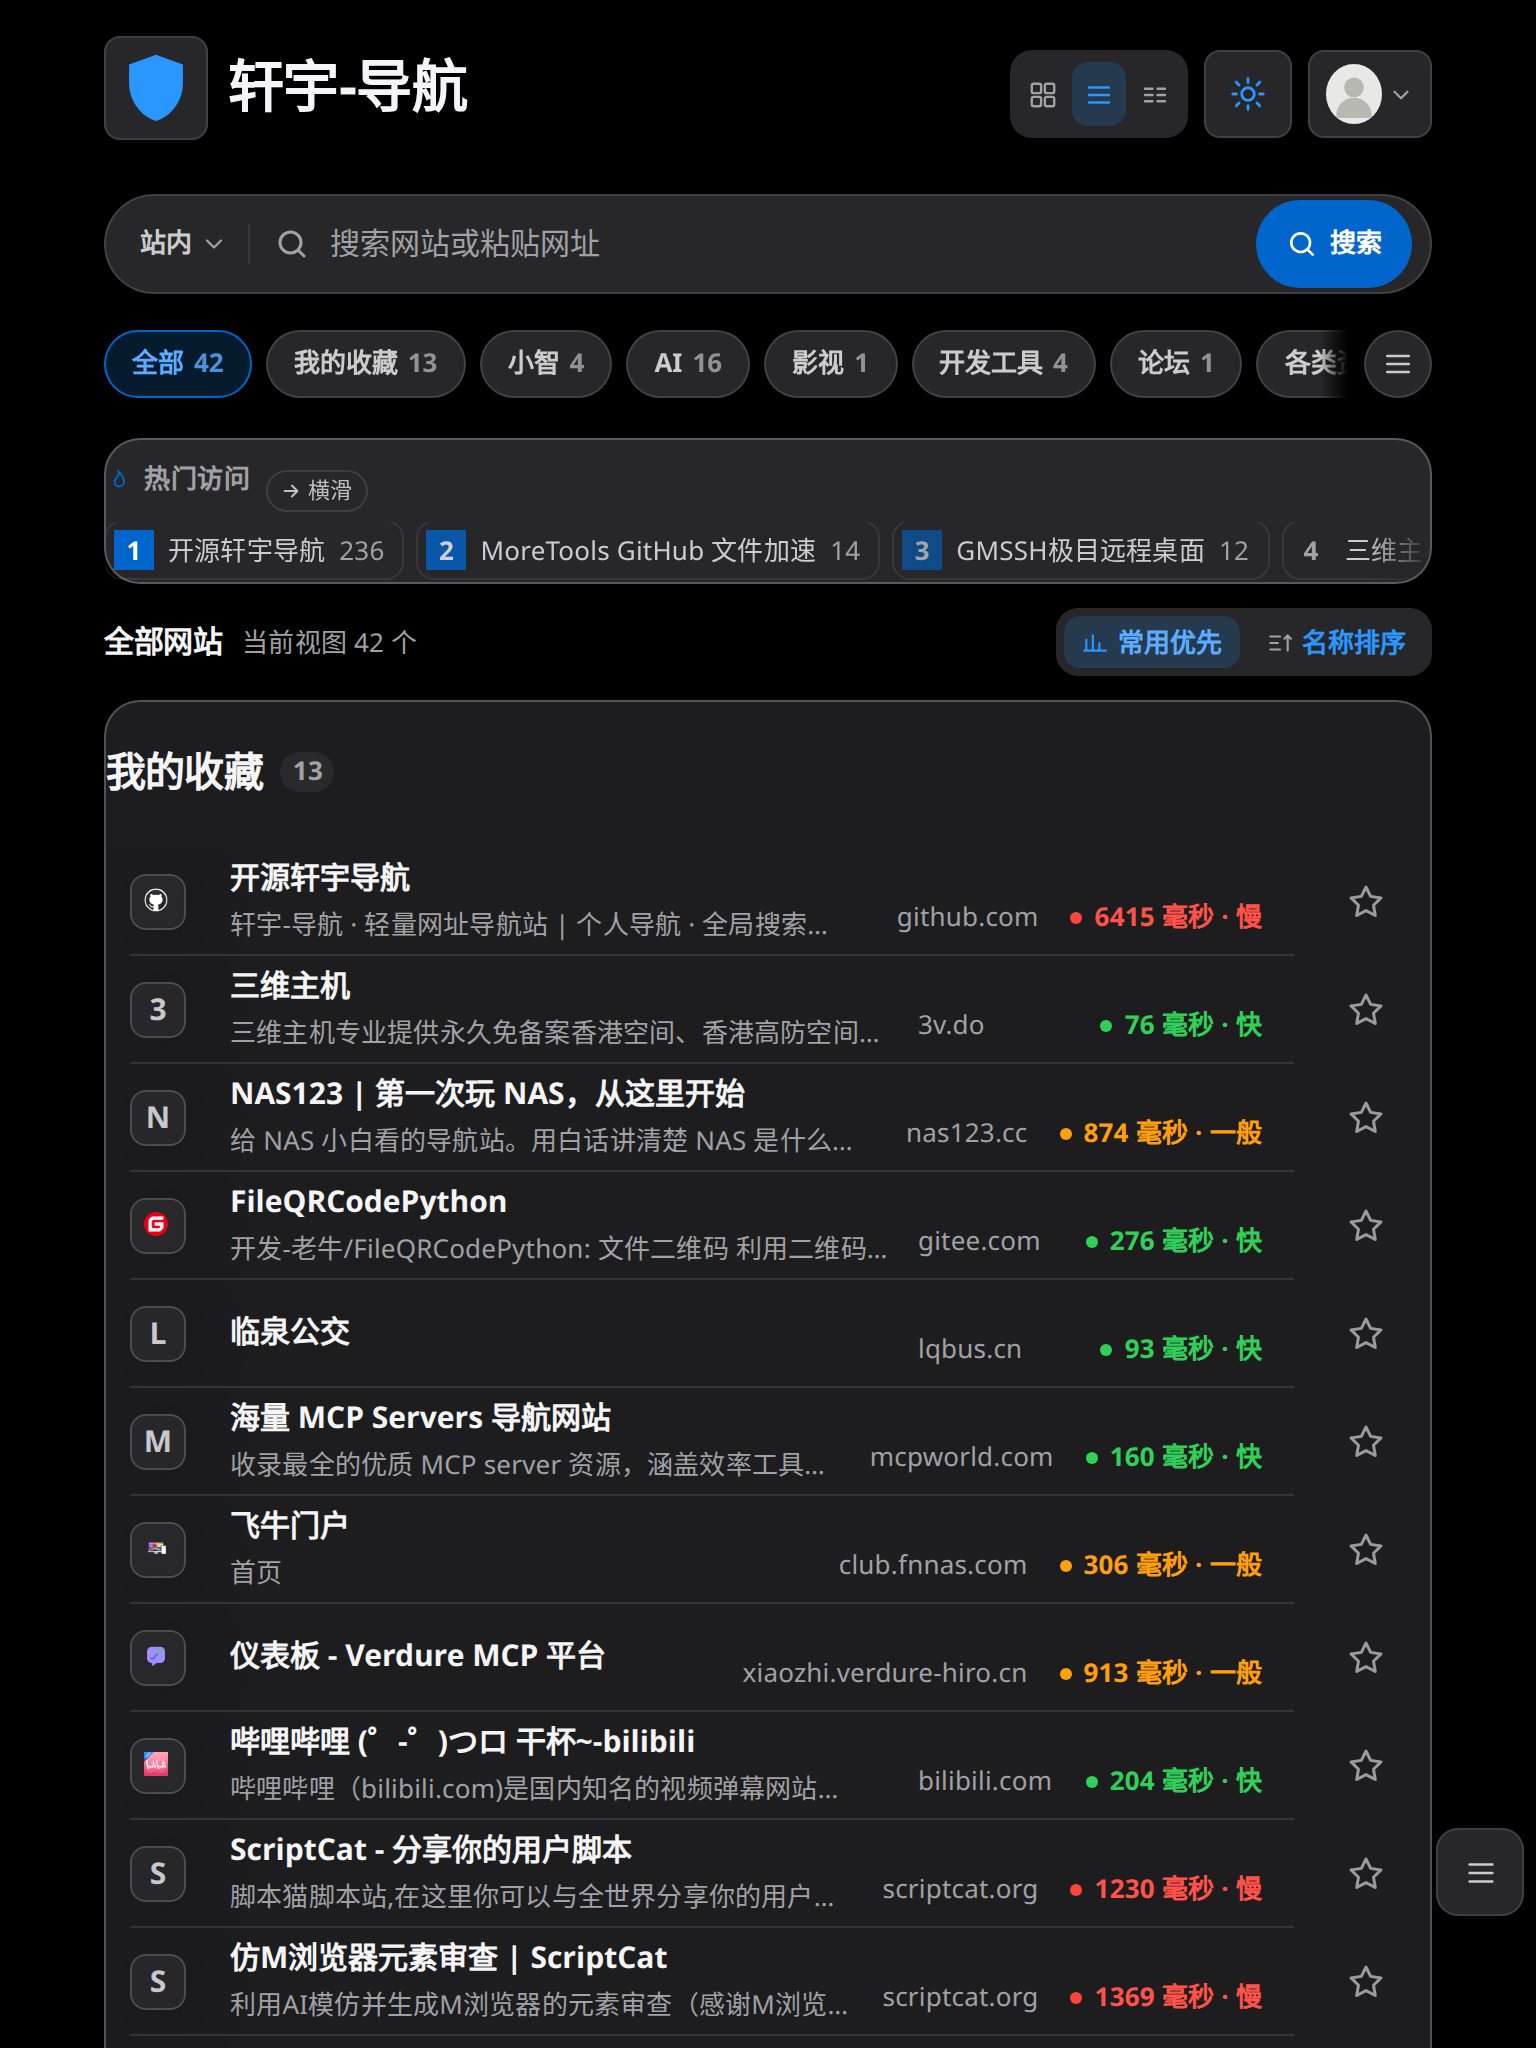 轩宇-导航
站内 搜索网站或粘贴网址 搜索
全部 42 我的收藏 13 小智 4 AI 16 影视 1 开发工具 4 论坛 1 各类
热门访问 → 横滑
1 开源轩宇导航 236 2 MoreTools GitHub 文件加速 14 3 GMSSH极目远程桌面 12 4 三维主
全部网站 当前视图 42 个 常用优先 名称排序
我的收藏 13
开源轩宇导航
轩宇-导航 · 轻量网址导航站 | 个人导航 · 全局搜索... github.com 6415 毫秒 · 慢
3 三维主机
三维主机专业提供永久免备案香港空间、香港高防空间... 3v.do 76 毫秒 · 快
N NAS123 | 第一次玩 NAS，从这里开始
给 NAS 小白看的导航站。用白话讲清楚 NAS 是什么... nas123.cc 874 毫秒 · 一般
FileQRCodePython
开发-老牛/FileQRCodePython: 文件二维码 利用二维码... gitee.com 276 毫秒 · 快
L 临泉公交
lqbus.cn 93 毫秒 · 快
M 海量 MCP Servers 导航网站
收录最全的优质 MCP server 资源，涵盖效率工具... mcpworld.com 160 毫秒 · 快
飞牛门户
首页 club.fnnas.com 306 毫秒 · 一般
仪表板 - Verdure MCP 平台
xiaozhi.verdure-hiro.cn 913 毫秒 · 一般
哔哩哔哩 (゜-゜)つロ 干杯~-bilibili
哔哩哔哩（bilibili.com)是国内知名的视频弹幕网站... bilibili.com 204 毫秒 · 快
S ScriptCat - 分享你的用户脚本
脚本猫脚本站,在这里你可以与全世界分享你的用户... scriptcat.org 1230 毫秒 · 慢
S 仿M浏览器元素审查 | ScriptCat
利用AI模仿并生成M浏览器的元素审查（感谢M浏览... scriptcat.org 1369 毫秒 · 慢